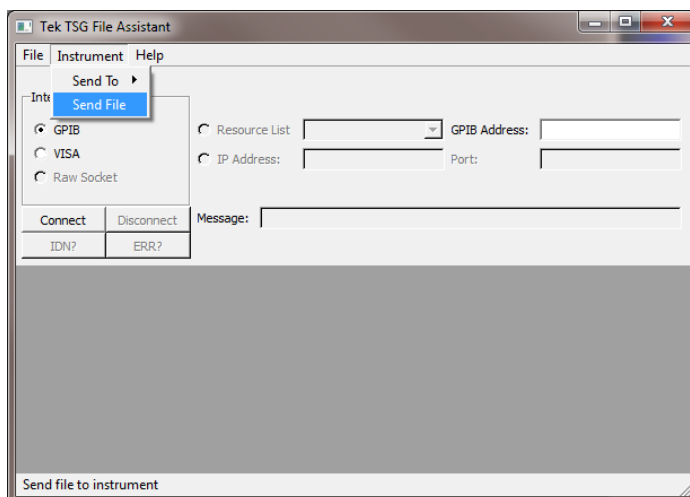 Tek TSG File Assistant
File Instrument Help
Send To
Send File
GPIB
VISA
Raw Socket
Resource List
GPIB Address:
IP Address:
Port:
Connect Disconnect
IDN? ERR?
Message:
Send file to instrument